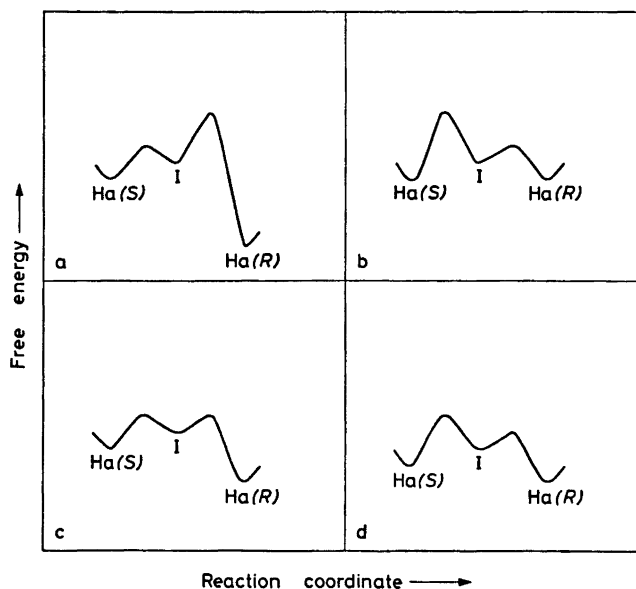 Ha(S) I Ha(R)
a
Ha(S) I Ha(R)
b
Ha(S) I Ha(R)
c
Ha(S) I Ha(R)
d
Free energy
Reaction coordinate